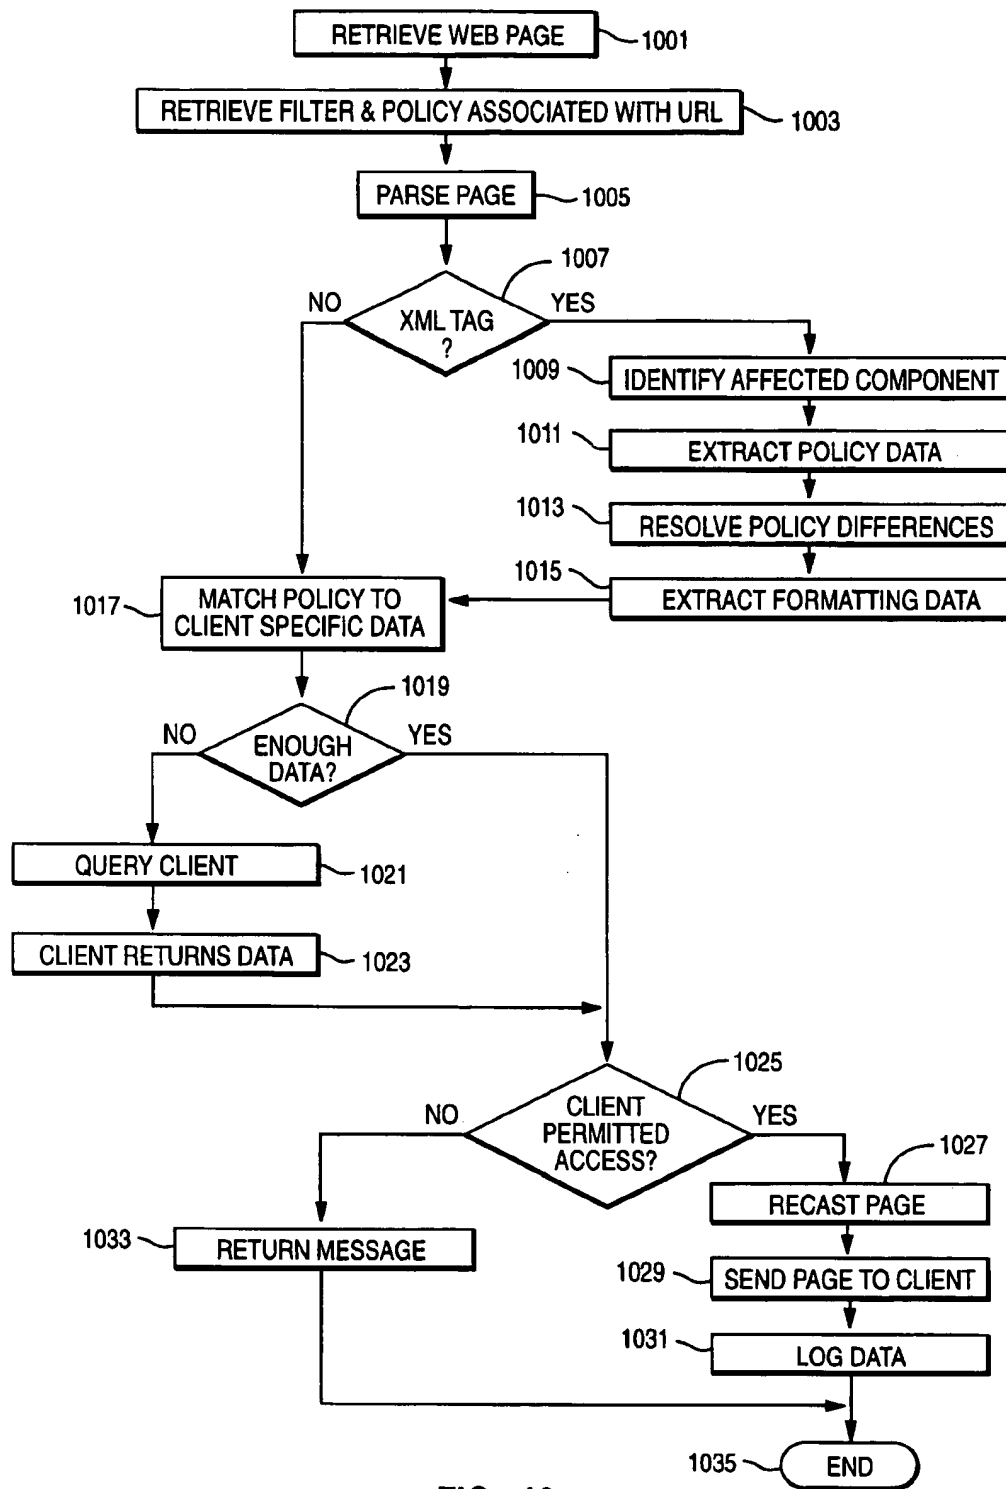 RETRIEVE WEB PAGE
1001
RETRIEVE FILTER & POLICY ASSOCIATED WITH URL
1003
PARSE PAGE
1005
1007
NO
XML TAG
?
YES
1009
IDENTIFY AFFECTED COMPONENT
1011
EXTRACT POLICY DATA
1013
RESOLVE POLICY DIFFERENCES
1015
EXTRACT FORMATTING DATA
1017
MATCH POLICY TO
CLIENT SPECIFIC DATA
1019
NO
ENOUGH
DATA?
YES
QUERY CLIENT
1021
CLIENT RETURNS DATA
1023
1025
NO
CLIENT
PERMITTED
ACCESS?
YES
1027
RECAST PAGE
1033
RETURN MESSAGE
1029
SEND PAGE TO CLIENT
1031
LOG DATA
1035
END